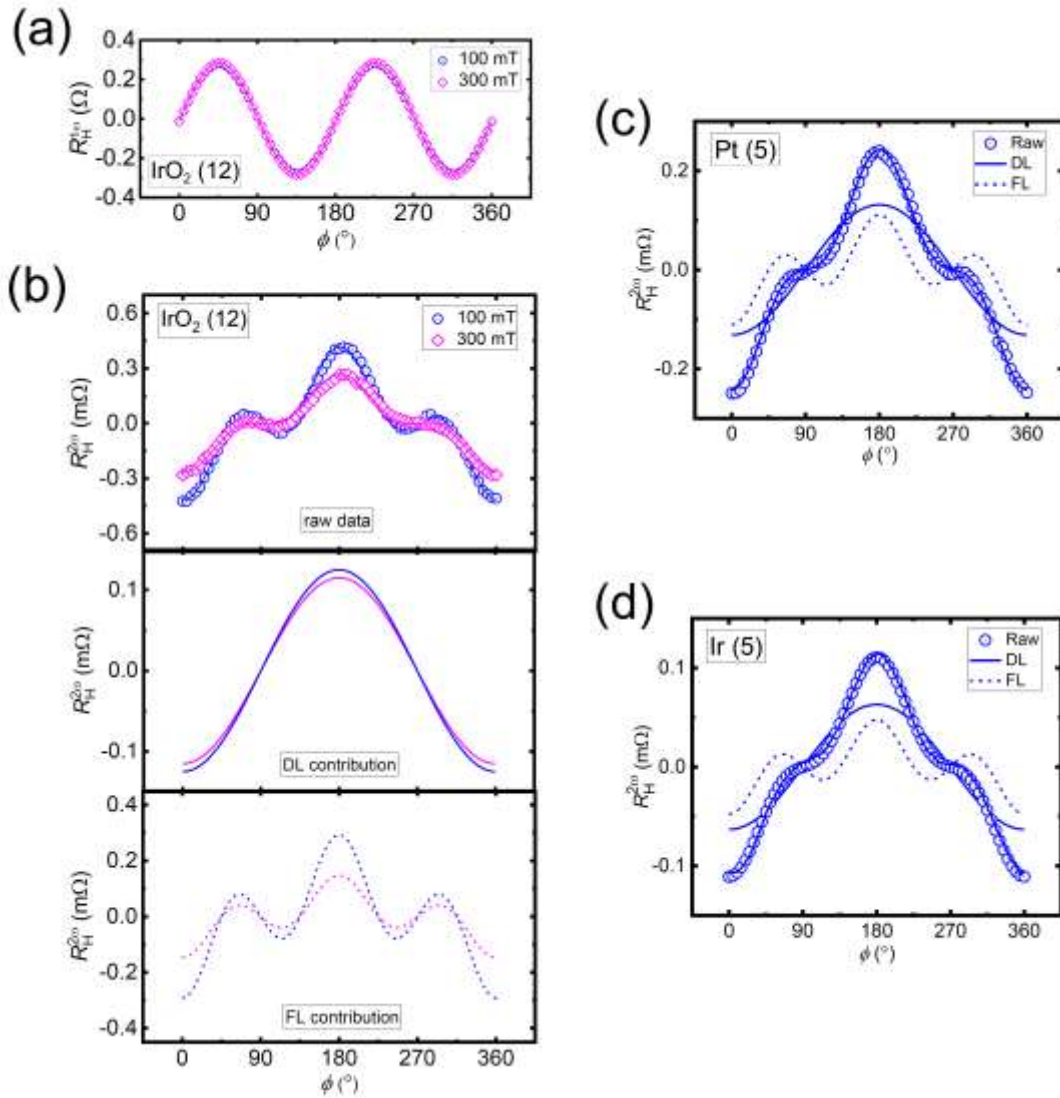 (a)
0.4
0.2
0.0
-0.2
-0.4
R_H^{1ω} (Ω)
100 mT
300 mT
IrO₂ (12)
0 90 180 270 360
ϕ (°)
(b)
0.6
0.3
0.0
-0.3
-0.6
R_H^{2ω} (mΩ)
IrO₂ (12)
100 mT
300 mT
raw data
0.1
0.0
-0.1
R_H^{2ω} (mΩ)
DL contribution
0.4
0.2
0.0
-0.2
-0.4
R_H^{2ω} (mΩ)
FL contribution
0 90 180 270 360
ϕ (°)
(c)
Pt (5)
Raw
DL
FL
0.2
0.0
-0.2
R_H^{2ω} (mΩ)
0 90 180 270 360
ϕ (°)
(d)
Ir (5)
Raw
DL
FL
0.1
0.0
-0.1
R_H^{2ω} (mΩ)
0 90 180 270 360
ϕ (°)